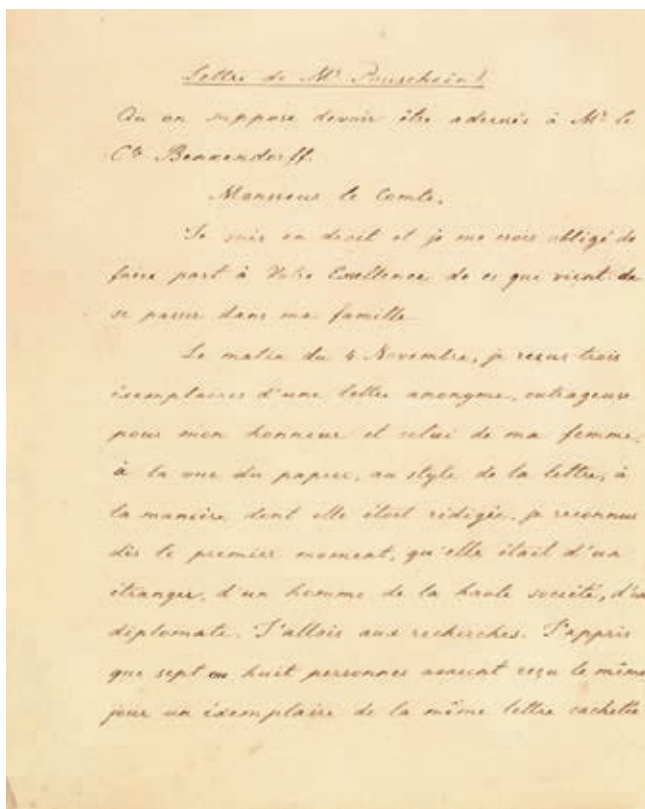 Lettre de Mr Pouschkin
Qu'on suppose devoir être adressée à Mr le
Cte Benkendorff.
Monsieur le Comte,
Je suis en droit et je me crois obligé de
faire part à Votre Excellence de ce qui vient de
se passer dans ma famille
Le matin du 4 Novembre, je reçus trois
exemplaires d'une lettre anonyme, outrageuse
pour mon honneur et celui de ma femme,
à la vue du papier, au style de la lettre, à
la manière dont elle était rédigée, je reconnus
dès le premier moment, qu'elle était d'un
étranger, d'un homme de la haute société, d'un
diplomate. J'allais aux recherches. J'appris
que sept ou huit personnes avaient reçu le même
jour un exemplaire de la même lettre cachetée